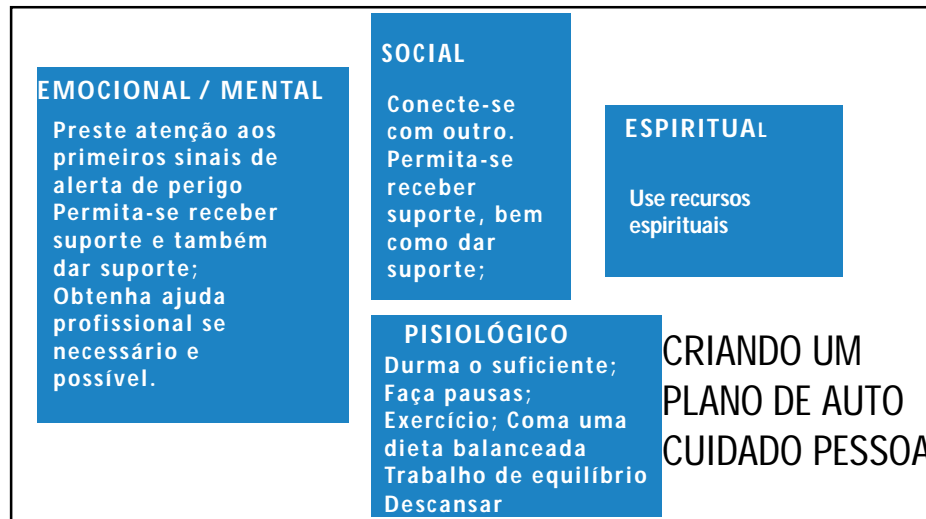 EMOCIONAL / MENTAL
Preste atenção aos
primeiros sinais de
alerta de perigo
Permita-se receber
suporte e também
dar suporte;
Obtenha ajuda
profissional se
necessário e
possível.
SOCIAL
Conecte-se
com outro.
Permita-se
receber
suporte, bem
como dar
suporte;
ESPIRITUAL
Use recursos
espirituais
PISIOLÓGICO
Durma o suficiente;
Faça pausas;
Exercício; Coma uma
dieta balanceada
Trabalho de equilíbrio
Descansar
CRIANDO UM
PLANO DE AUTO
CUIDADO PESSOA